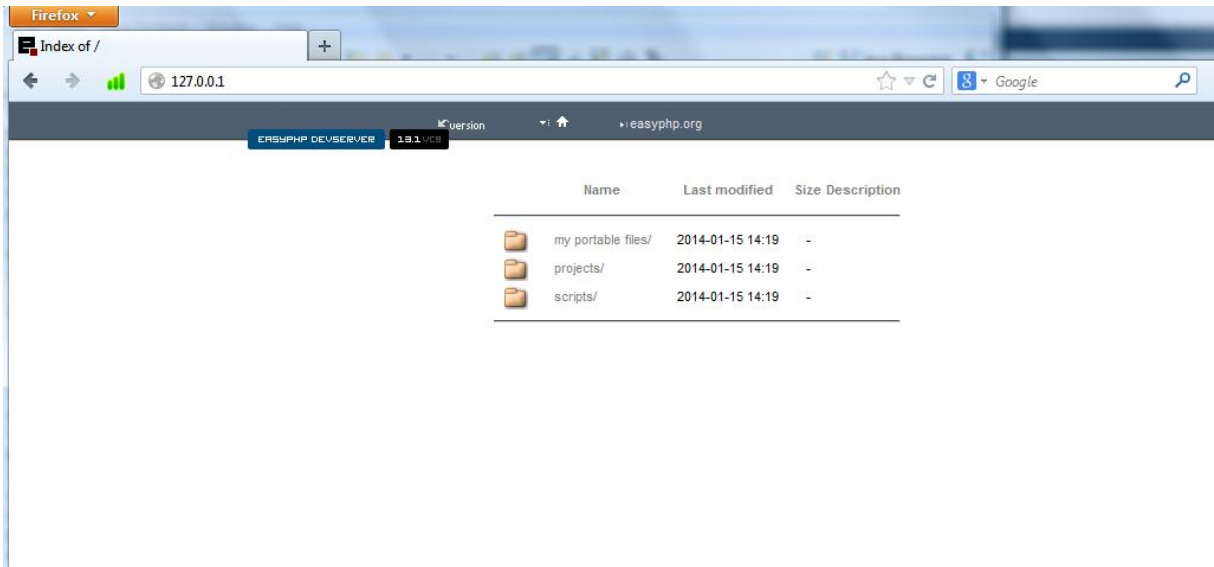 Firefox
Index of /
127.0.0.1
Google
version
easyphp.org
EASYPHP DEVSERVER 13.1 VC9
Name Last modified Size Description
my portable files/ 2014-01-15 14:19 -
projects/ 2014-01-15 14:19 -
scripts/ 2014-01-15 14:19 -